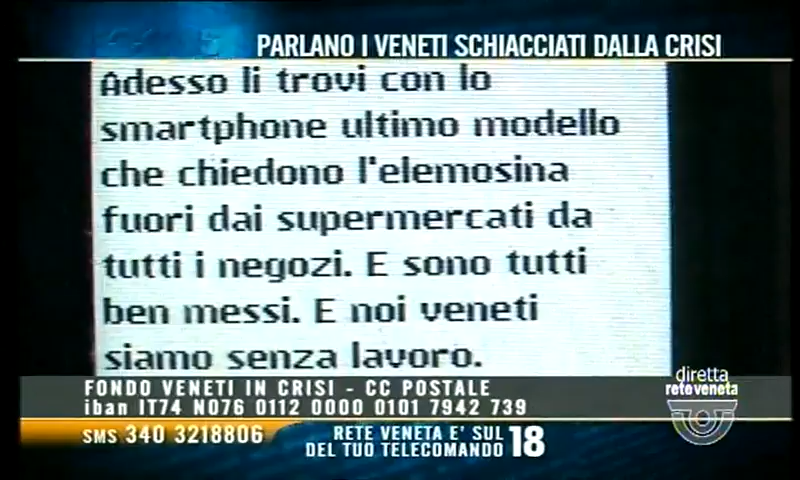 PARLANO I VENETI SCHIACCIATI DALLA CRISI
Adesso li trovi con lo
smartphone ultimo modello
che chiedono l'elemosina
fuori dai supermercati da
tutti i negozi. E sono tutti
ben messi. E noi veneti
siamo senza lavoro.
FONDO VENETI IN CRISI - CC POSTALE
iban IT74 N076 0112 0000 0101 7942 739
SMS 340 3218806
RETE VENETA E' SUL 18
DEL TUO TELECOMANDO
diretta
reteveneta